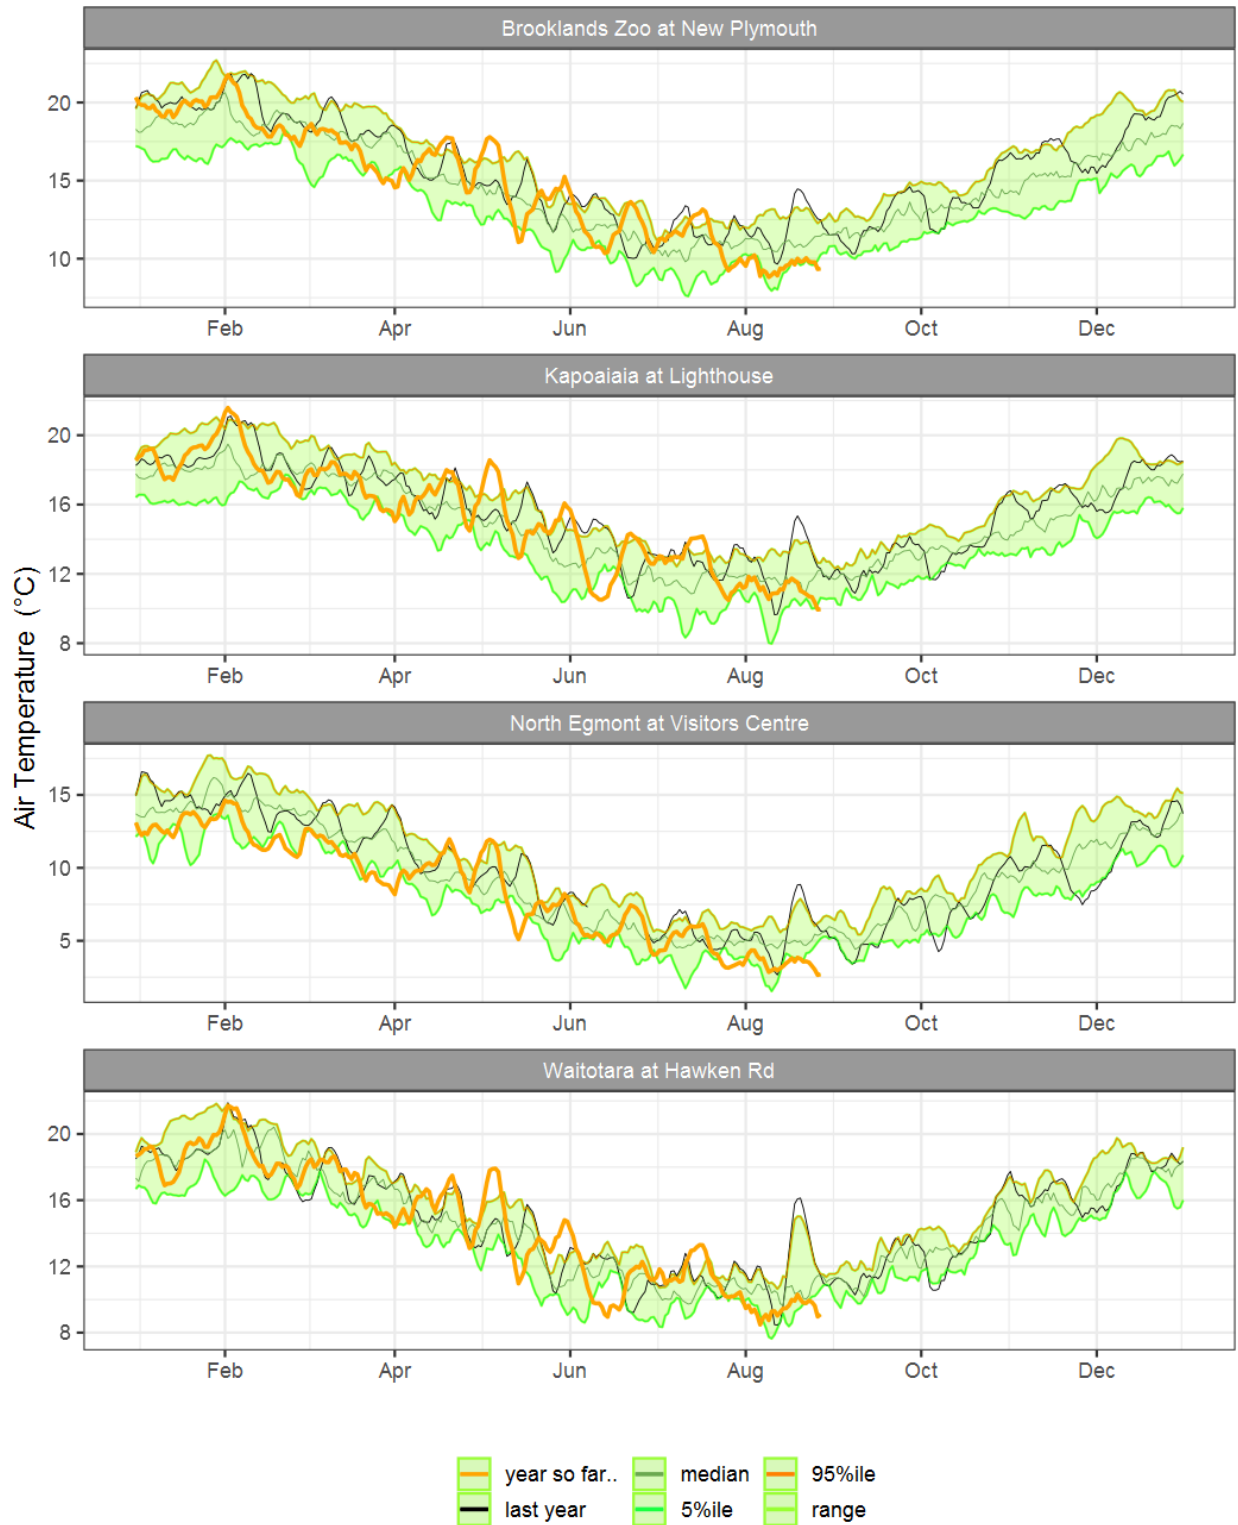 Brooklands Zoo at New Plymouth
20
15
10
Feb Apr Jun Aug Oct Dec
Kapoaiaia at Lighthouse
20
16
12
8
Feb Apr Jun Aug Oct Dec
Air Temperature (°C)
North Egmont at Visitors Centre
15
10
5
Feb Apr Jun Aug Oct Dec
Waitotara at Hawken Rd
20
16
12
8
Feb Apr Jun Aug Oct Dec
year so far.. median 95%ile
last year 5%ile range